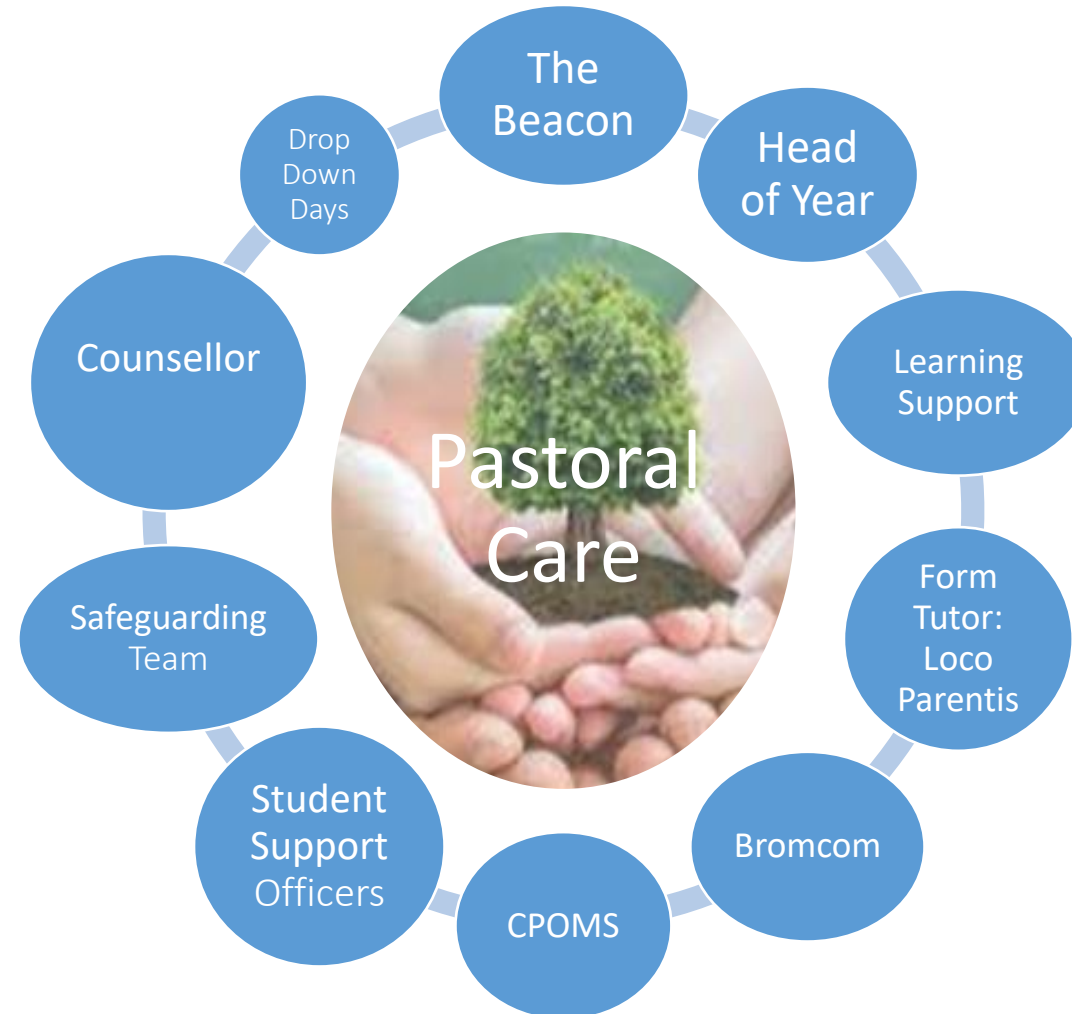 The
Beacon
Head
of Year
Learning
Support
Form
Tutor:
Loco
Parentis
Bromcom
CPOMS
Student
Support
Officers
Safeguarding
Team
Counsellor
Drop
Down
Days
Pastoral
Care